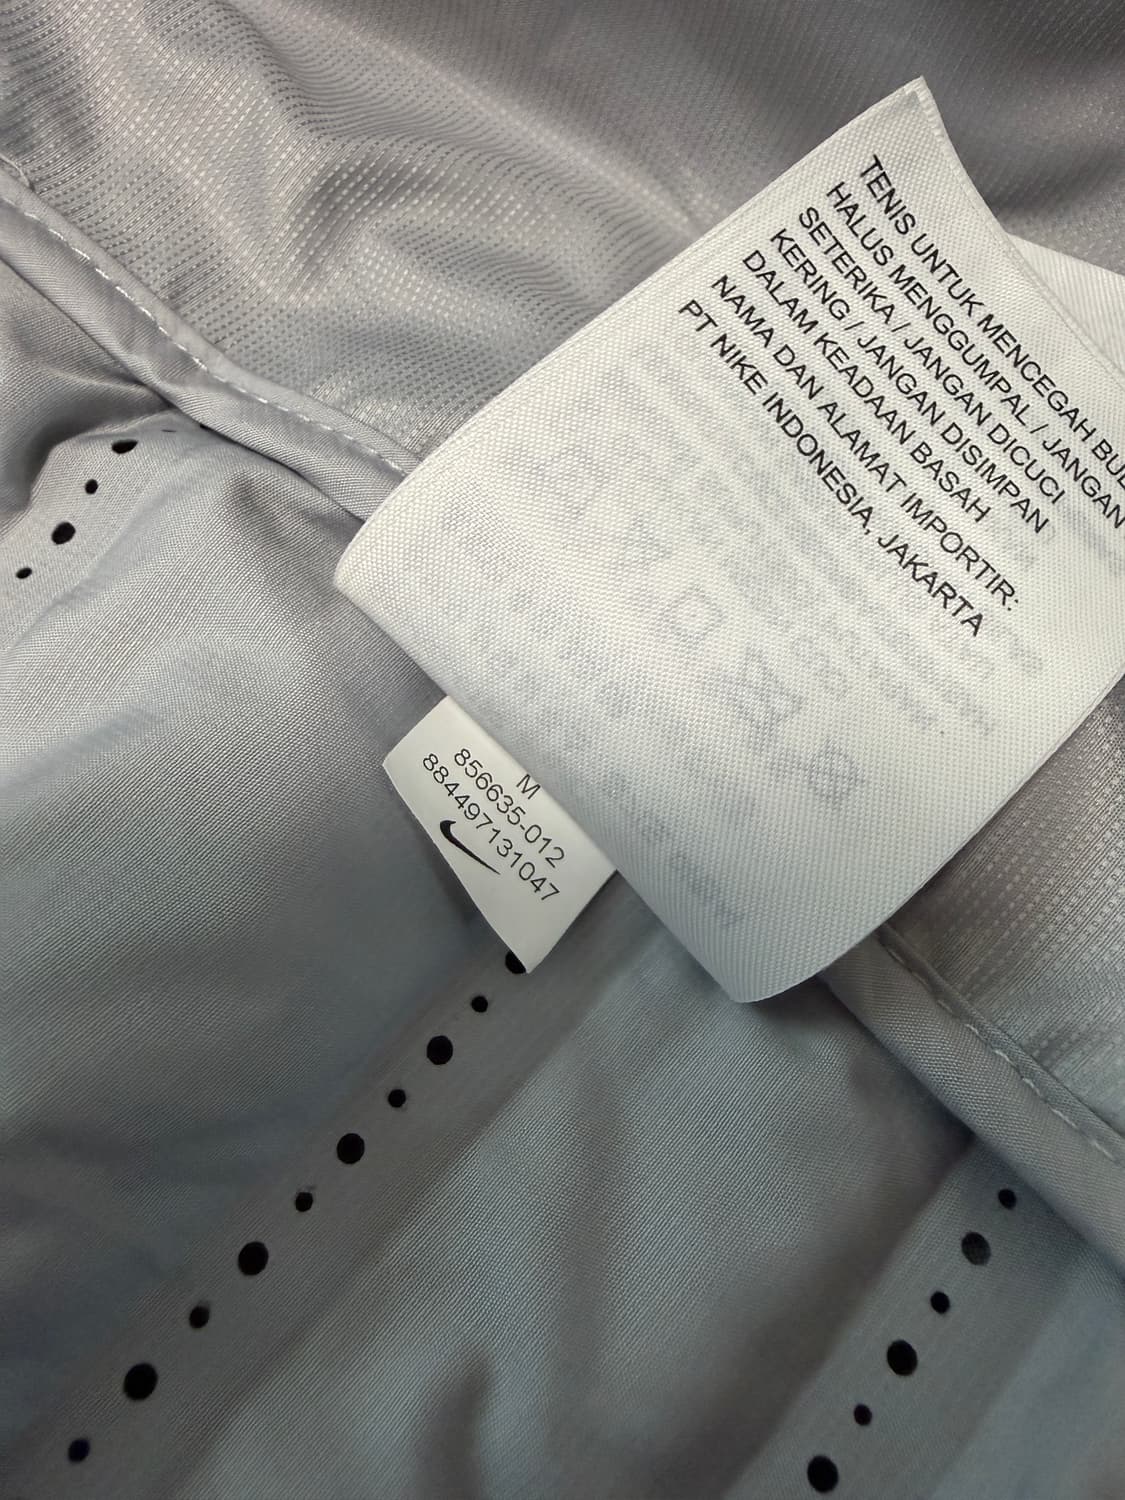 TENIS UNTUK MENCEGAH
HALUS MENGGUMPAL / JANGAN
SETERIKA / JANGAN DICUCI
KERING / JANGAN DISIMPAN
DALAM KEADAAN BASAH
NAMA DAN ALAMAT IMPORTIR:
PT NIKE INDONESIA, JAKARTA
M
856635-012
884497131047